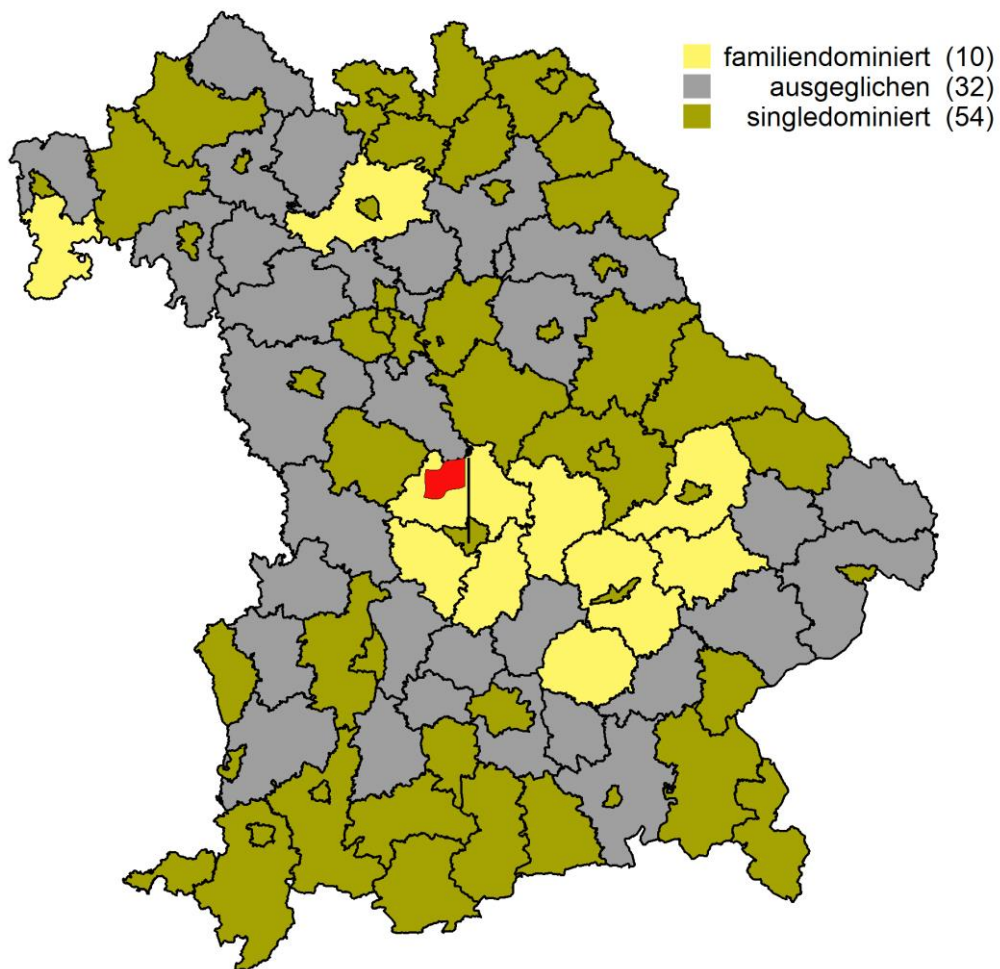 familiendominiert (10)
ausgeglichen (32)
singledominiert (54)